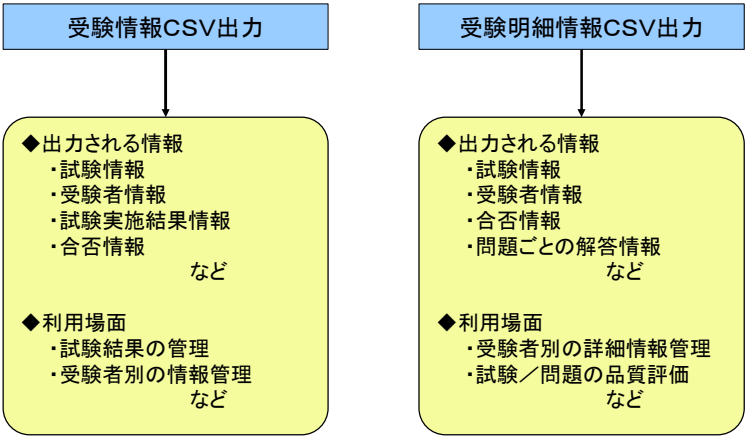 受験情報CSV出力
◆出力される情報
・試験情報
・受験者情報
・試験実施結果情報
・合否情報
など
◆利用場面
・試験結果の管理
・受験者別の情報管理
など
受験明細情報CSV出力
◆出力される情報
・試験情報
・受験者情報
・合否情報
・問題ごとの解答情報
など
◆利用場面
・受験者別の詳細情報管理
・試験／問題の品質評価
など